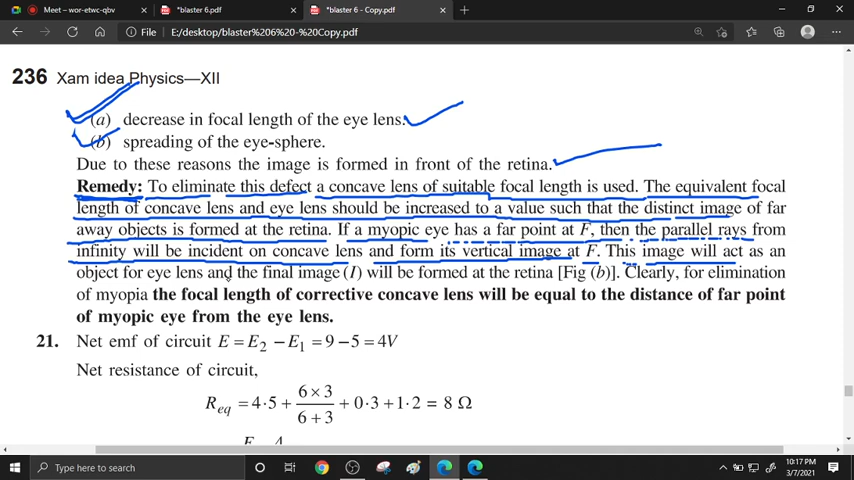 Meet – wor-etwc-qbv
*blaster 6.pdf
*blaster 6 - Copy.pdf
File
E:/desktop/blaster%206%20-%20Copy.pdf
236 Xam idea Physics—XII
(a) decrease in focal length of the eye lens.
(b) spreading of the eye-sphere.
Due to these reasons the image is formed in front of the retina.
Remedy: To eliminate this defect a concave lens of suitable focal length is used. The equivalent focal
length of concave lens and eye lens should be increased to a value such that the distinct image of far
away objects is formed at the retina. If a myopic eye has a far point at F, then the parallel rays from
infinity will be incident on concave lens and form its vertical image at F. This image will act as an
object for eye lens and the final image (I) will be formed at the retina [Fig (b)]. Clearly, for elimination
of myopia the focal length of corrective concave lens will be equal to the distance of far point
of myopic eye from the eye lens.
21. Net emf of circuit E = E2 − E1 = 9 − 5 = 4V
Net resistance of circuit,
Req = 4·5 + 6 × 3 / 6 + 3 + 0·3 + 1·2 = 8 Ω
E 4
Type here to search
10:17 PM
3/7/2021